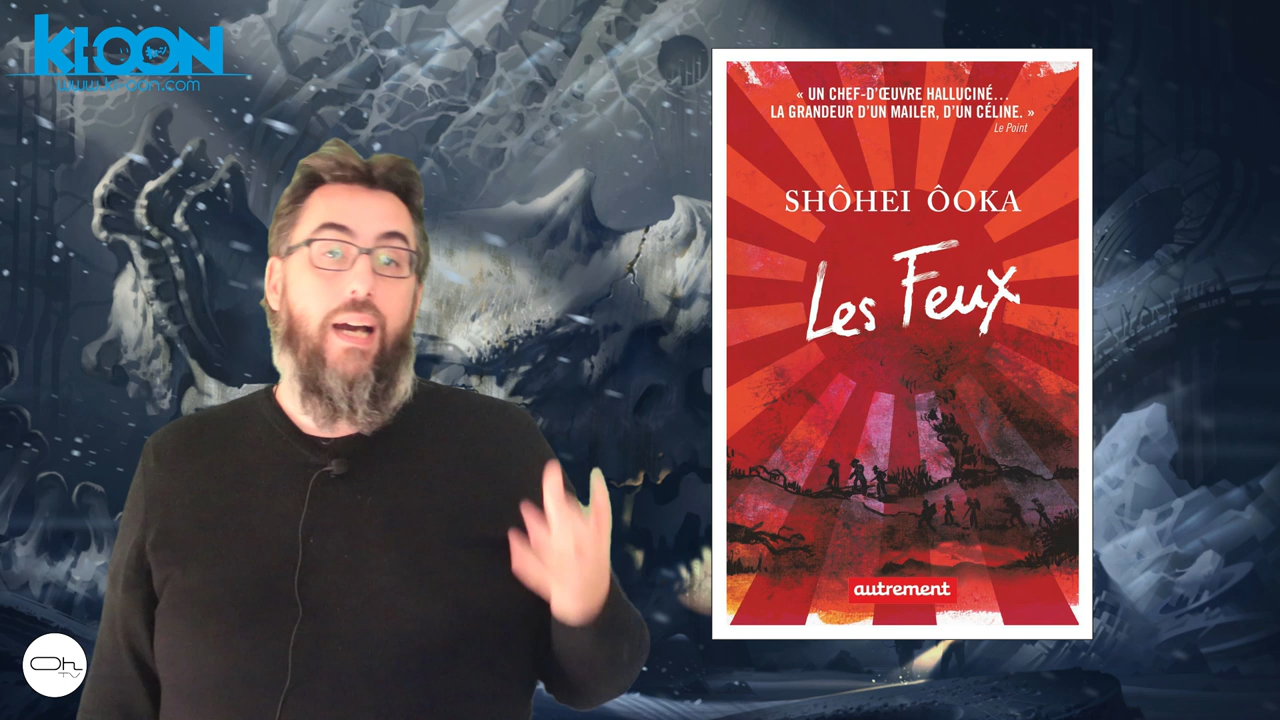 KI-OON
www.ki-oon.com
« UN CHEF-D'ŒUVRE HALLUCINÉ…
LA GRANDEUR D'UN MAILER, D'UN CÉLINE. »
Le Point
SHÔHEI ÔOKA
Les Feux
autrement
Oh
TV